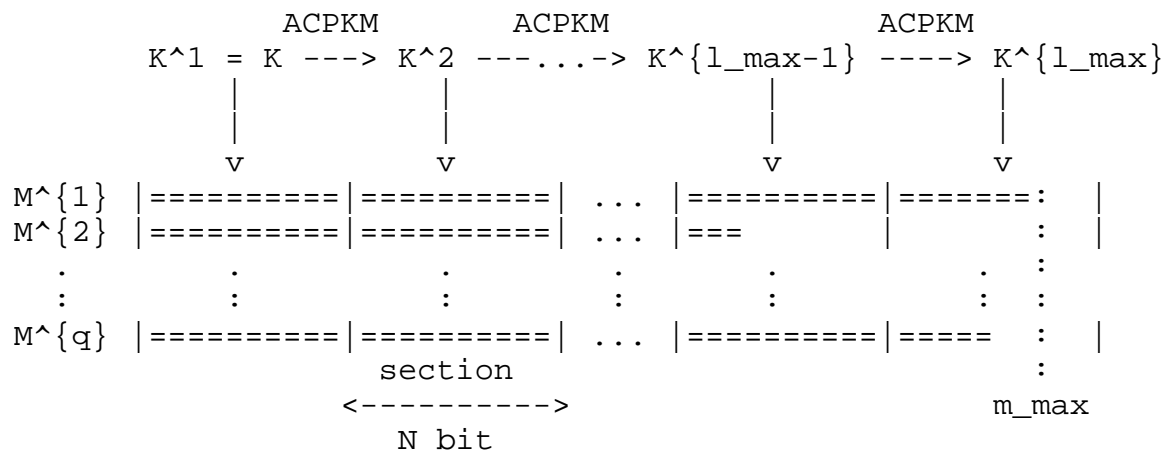 ACPKM          ACPKM             ACPKM
         K^1 = K ---> K^2 ---...-> K^{l_max-1} ----> K^{l_max}
             |          |                |           |
             |          |                |           |
             v          v                v           v
M^{1} |==========|==========| ... |==========|=======:  |
M^{2} |==========|==========| ... |===       |       :  |
  .        .          .        .       .         .   :
  :        :          :        :       :         :   :
M^{q} |==========|==========| ... |==========|=====  :  |
                   section                           :
                 <---------->                      m_max
                    N bit